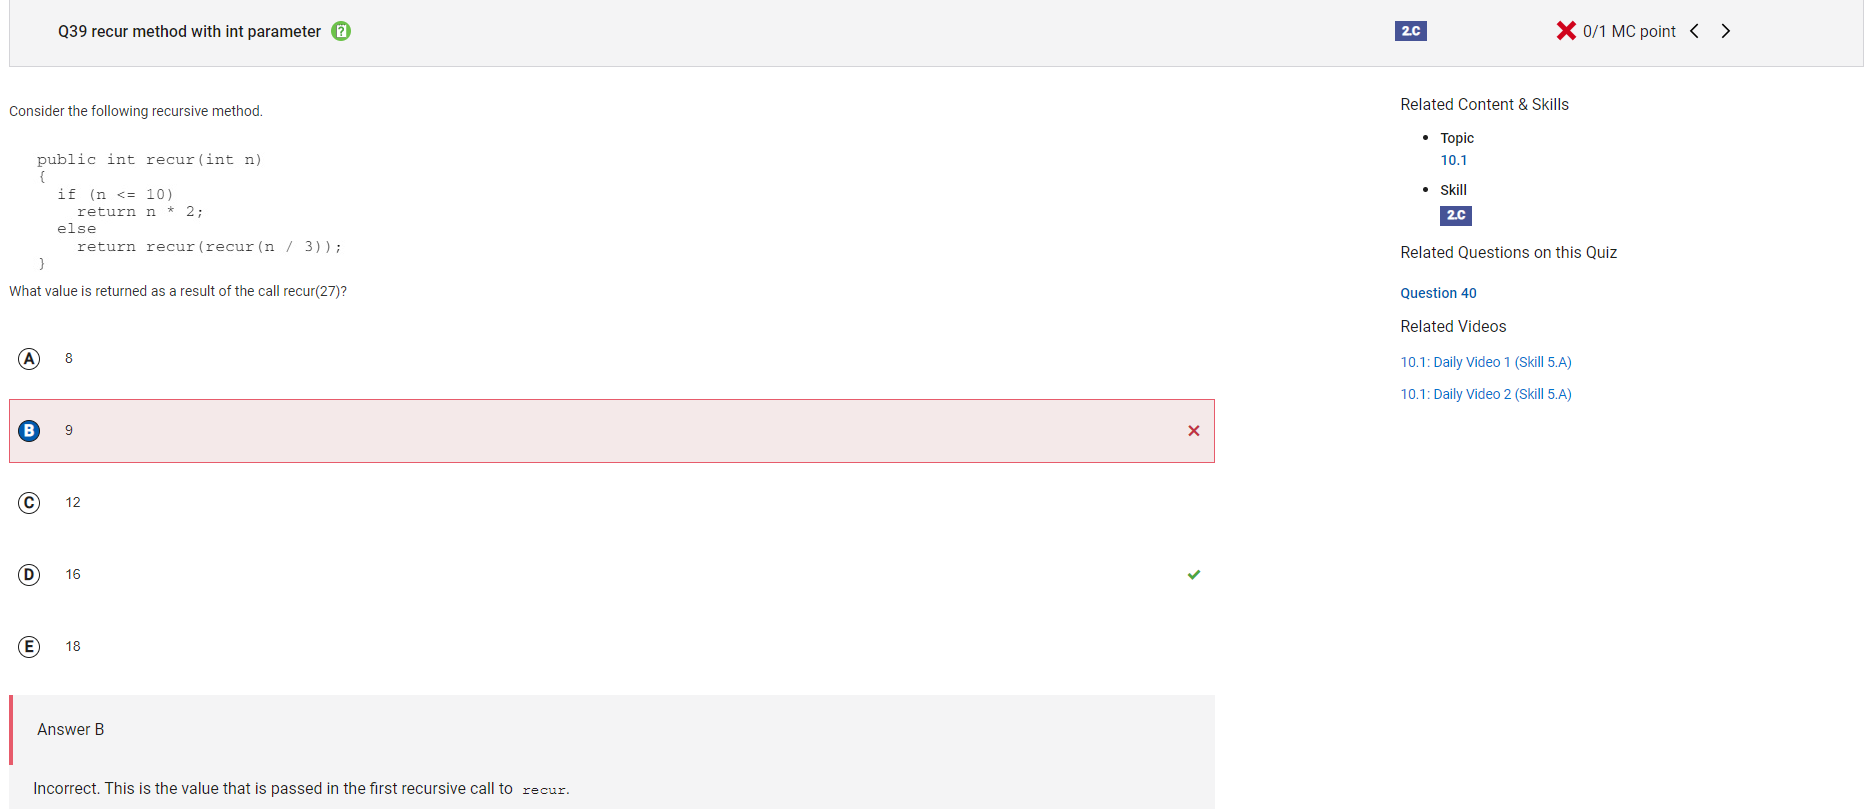 Q39 recur method with int parameter
2.C
0/1 MC point
Consider the following recursive method.
public int recur(int n)
{
if (n <= 10)
return n * 2;
else
return recur(recur(n / 3));
}
What value is returned as a result of the call recur(27)?
A 8
B 9
C 12
D 16
E 18
Answer B
Incorrect. This is the value that is passed in the first recursive call to recur.
Related Content & Skills
• Topic
10.1
• Skill
2.C
Related Questions on this Quiz
Question 40
Related Videos
10.1: Daily Video 1 (Skill 5.A)
10.1: Daily Video 2 (Skill 5.A)